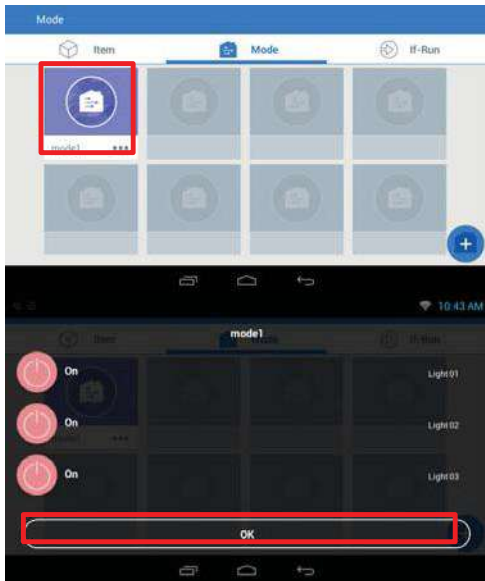 Mode
Item Mode If-Run
mode1 •••
+
10:43 AM
Item Mode If-Run
mode1
On Light 01
On Light 02
On Light 03
OK